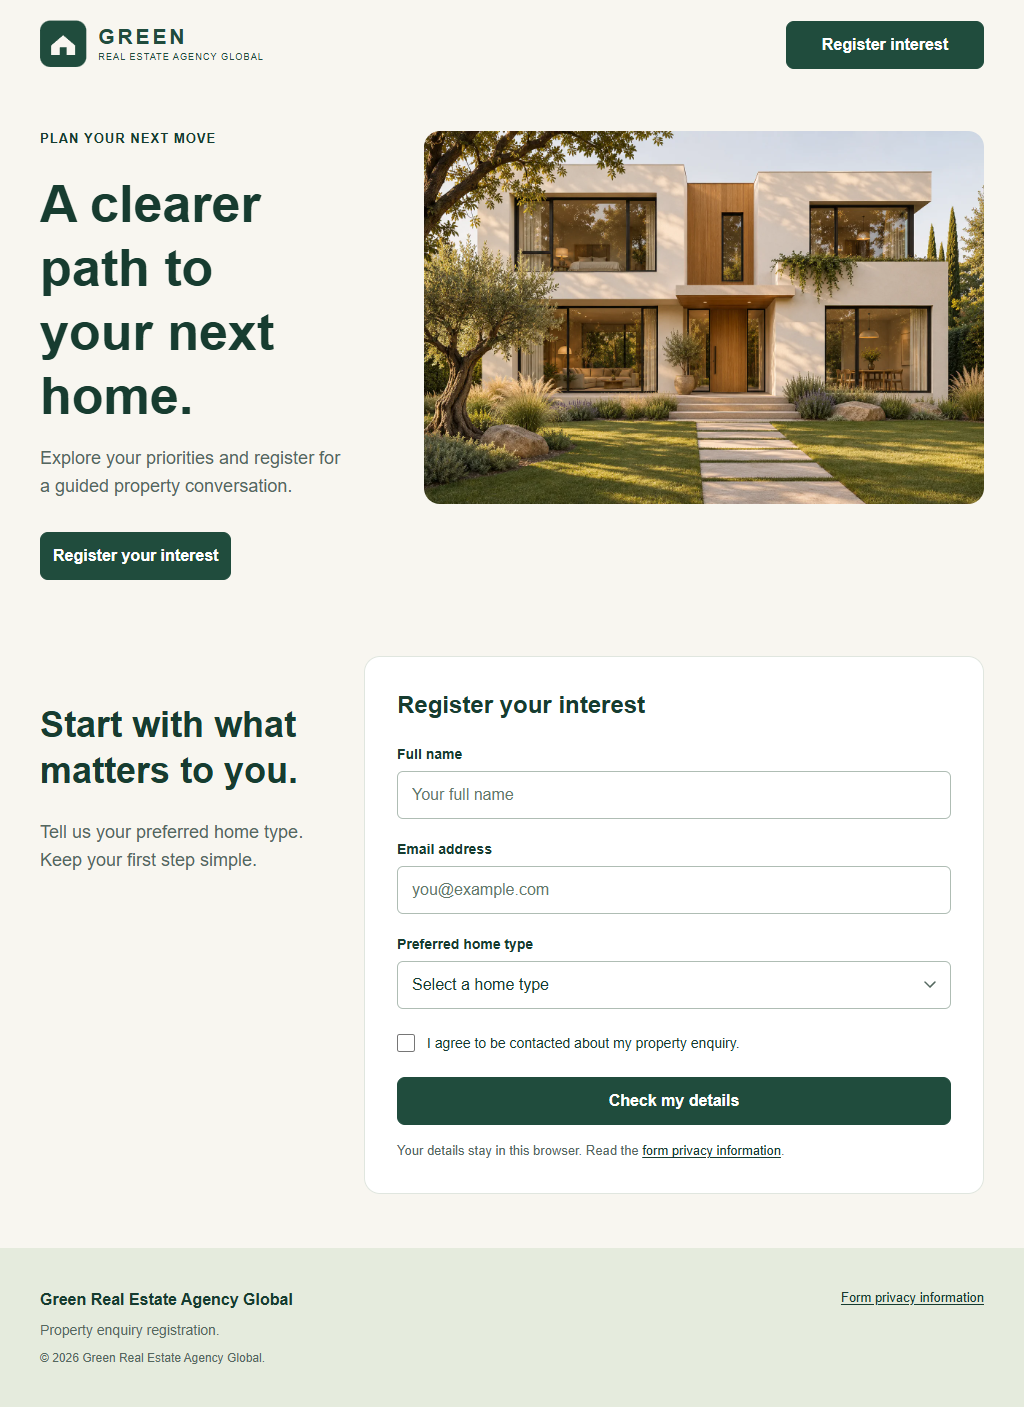 GREEN
REAL ESTATE AGENCY GLOBAL
Register interest
PLAN YOUR NEXT MOVE
A clearer
path to
your next
home.
Explore your priorities and register for
a guided property conversation.
Register your interest
Start with what
matters to you.
Tell us your preferred home type.
Keep your first step simple.
Register your interest
Full name
Your full name
Email address
you@example.com
Preferred home type
Select a home type
I agree to be contacted about my property enquiry.
Check my details
Your details stay in this browser. Read the form privacy information.
Green Real Estate Agency Global
Property enquiry registration.
© 2026 Green Real Estate Agency Global.
Form privacy information